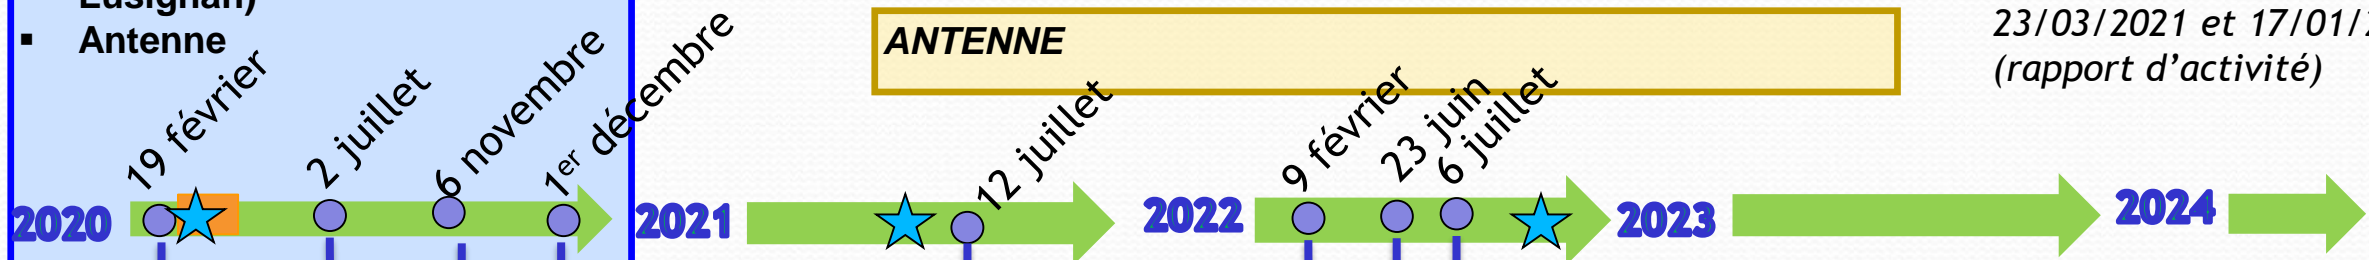 Lusignan)
▪ Antenne
ANTENNE
23/03/2021 et 17/01/
(rapport d’activité)
19 février
2 juillet
6 novembre
1er décembre
12 juillet
9 février
23 juin
6 juillet
2020
2021
2022
2023
2024